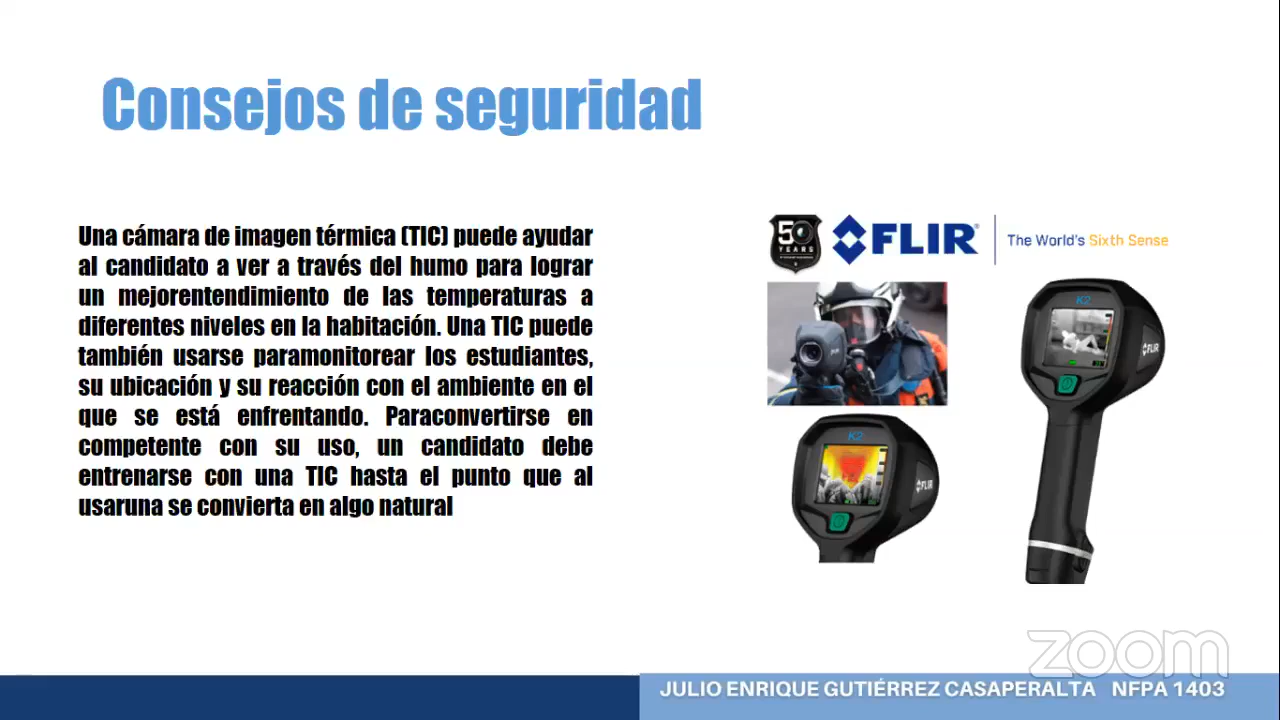 Consejos de seguridad
Una cámara de imagen térmica (TIC) puede ayudar
al candidato a ver a través del humo para lograr
un mejorentendimiento de las temperaturas a
diferentes niveles en la habitación. Una TIC puede
también usarse paramonitorear los estudiantes,
su ubicación y su reacción con el ambiente en el
que se está enfrentando. Paraconvertirse en
competente con su uso, un candidato debe
entrenarse con una TIC hasta el punto que al
usaruna se convierta en algo natural
50
YEARS
FLIR®
The World's Sixth Sense
K2
FLIR
K2
FLIR
zoom
JULIO ENRIQUE GUTIÉRREZ CASAPERALTA NFPA 1403